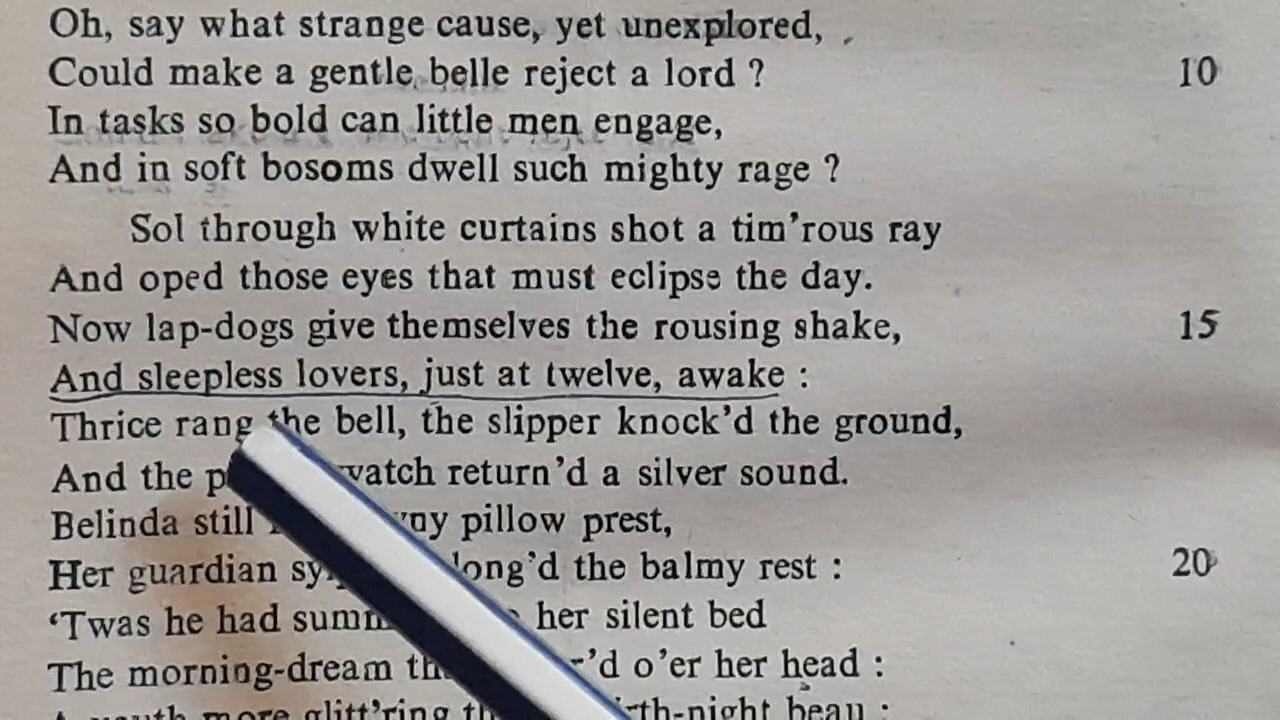 Oh, say what strange cause, yet unexplored,
Could make a gentle belle reject a lord ? 10
In tasks so bold can little men engage,
And in soft bosoms dwell such mighty rage ?
Sol through white curtains shot a tim'rous ray
And oped those eyes that must eclipse the day.
Now lap-dogs give themselves the rousing shake, 15
And sleepless lovers, just at twelve, awake :
Thrice rang the bell, the slipper knock'd the ground,
And the watch return'd a silver sound.
Belinda still pillow prest,
Her guardian the balmy rest : 20
‘Twas he had her silent bed
The morning-dream o'er her head :
more glitt'ring beau :